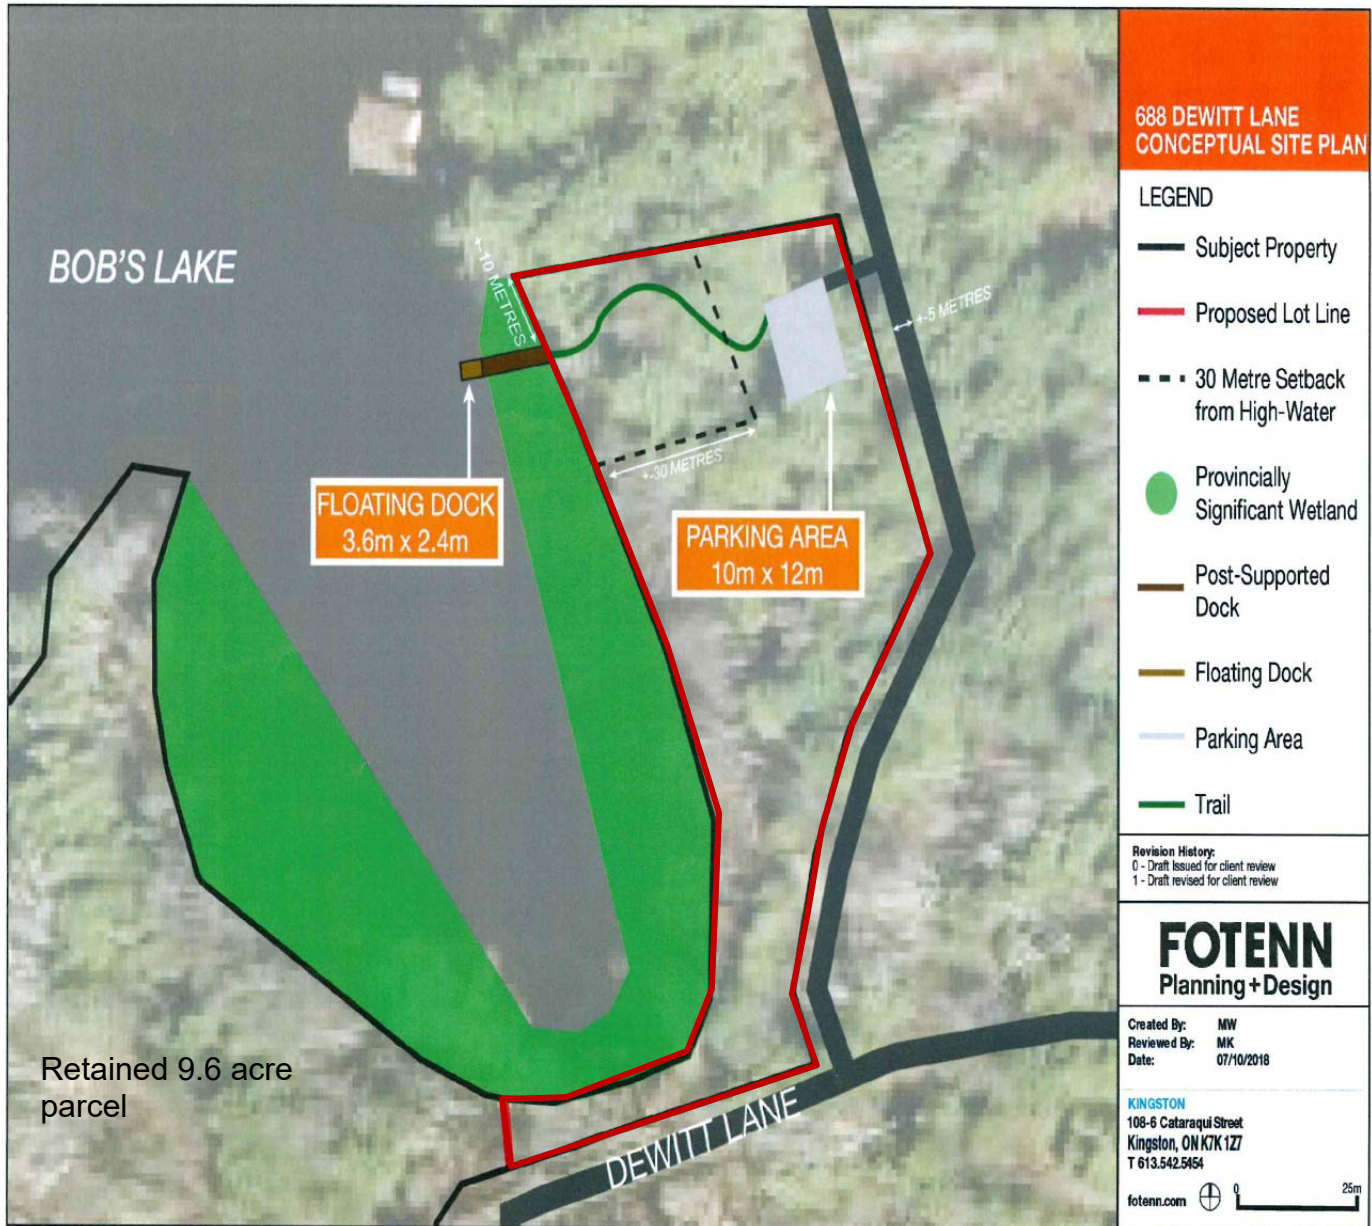 BOB'S LAKE
+-10 METRES
+-5 METRES
+-30 METRES
FLOATING DOCK
3.6m x 2.4m
PARKING AREA
10m x 12m
Retained 9.6 acre
parcel
DEWITT LANE
688 DEWITT LANE
CONCEPTUAL SITE PLAN
LEGEND
Subject Property
Proposed Lot Line
30 Metre Setback
from High-Water
Provincially
Significant Wetland
Post-Supported
Dock
Floating Dock
Parking Area
Trail
Revision History:
0 - Draft Issued for client review
1 - Draft revised for client review
FOTENN
Planning + Design
Created By: MW
Reviewed By: MK
Date: 07/10/2018
KINGSTON
108-6 Cataraqui Street
Kingston, ON K7K 1Z7
T 613.542.5454
fotenn.com
0 25m